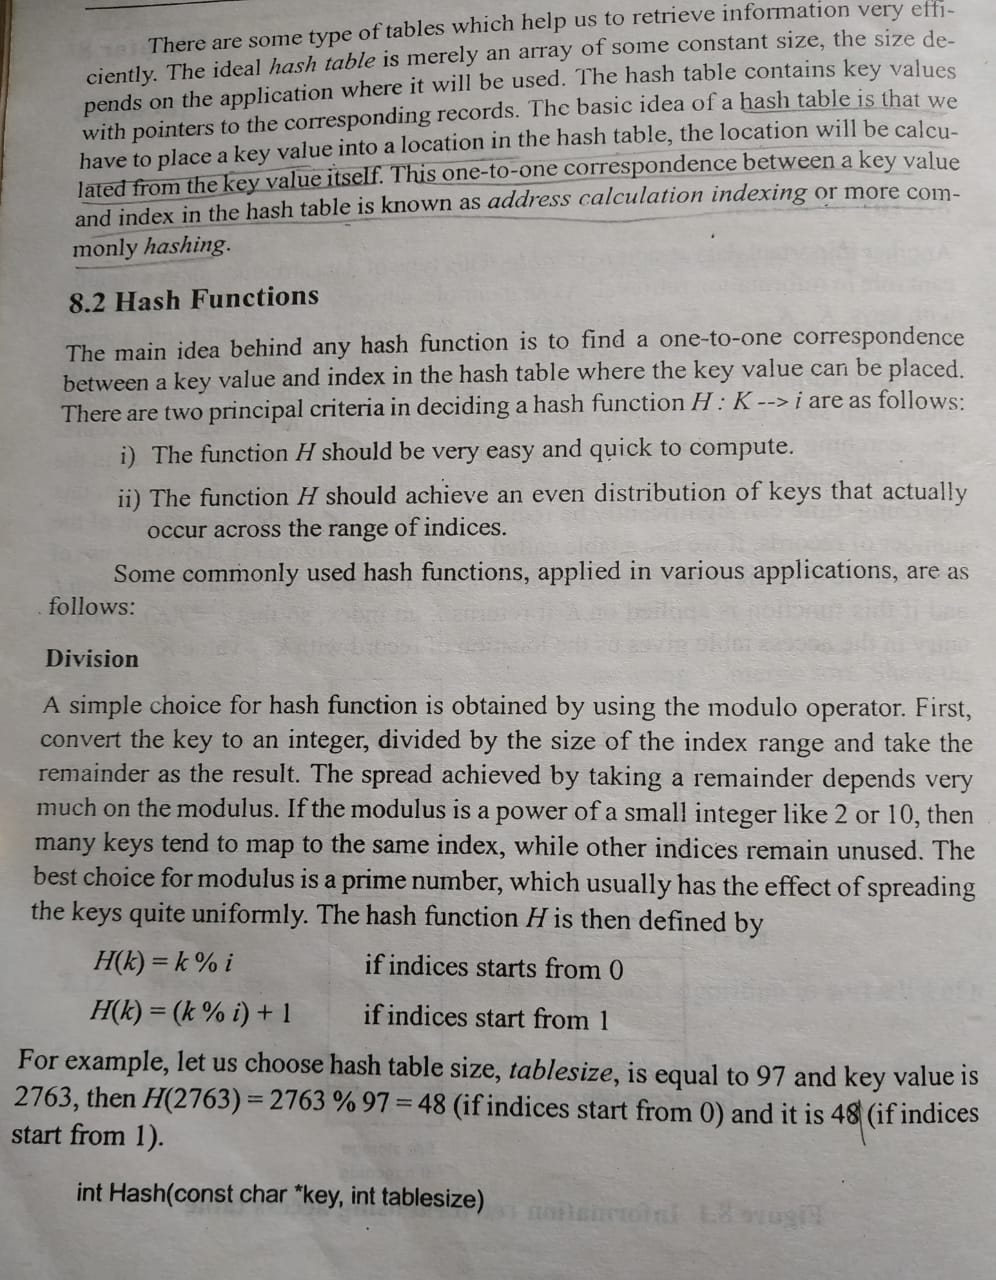 There are some type of tables which help us to retrieve information very effi-
ciently. The ideal hash table is merely an array of some constant size, the size de-
pends on the application where it will be used. The hash table contains key values
with pointers to the corresponding records. The basic idea of a hash table is that we
have to place a key value into a location in the hash table, the location will be calcu-
lated from the key value itself. This one-to-one correspondence between a key value
and index in the hash table is known as address calculation indexing or more com-
monly hashing.
8.2 Hash Functions
The main idea behind any hash function is to find a one-to-one correspondence
between a key value and index in the hash table where the key value can be placed.
There are two principal criteria in deciding a hash function H : K --> i are as follows:
i) The function H should be very easy and quick to compute.
ii) The function H should achieve an even distribution of keys that actually
occur across the range of indices.
Some commonly used hash functions, applied in various applications, are as
follows:
Division
A simple choice for hash function is obtained by using the modulo operator. First,
convert the key to an integer, divided by the size of the index range and take the
remainder as the result. The spread achieved by taking a remainder depends very
much on the modulus. If the modulus is a power of a small integer like 2 or 10, then
many keys tend to map to the same index, while other indices remain unused. The
best choice for modulus is a prime number, which usually has the effect of spreading
the keys quite uniformly. The hash function H is then defined by
H(k) = k % i if indices starts from 0
H(k) = (k % i) + 1 if indices start from 1
For example, let us choose hash table size, tablesize, is equal to 97 and key value is
2763, then H(2763) = 2763 % 97 = 48 (if indices start from 0) and it is 48 (if indices
start from 1).
int Hash(const char *key, int tablesize)